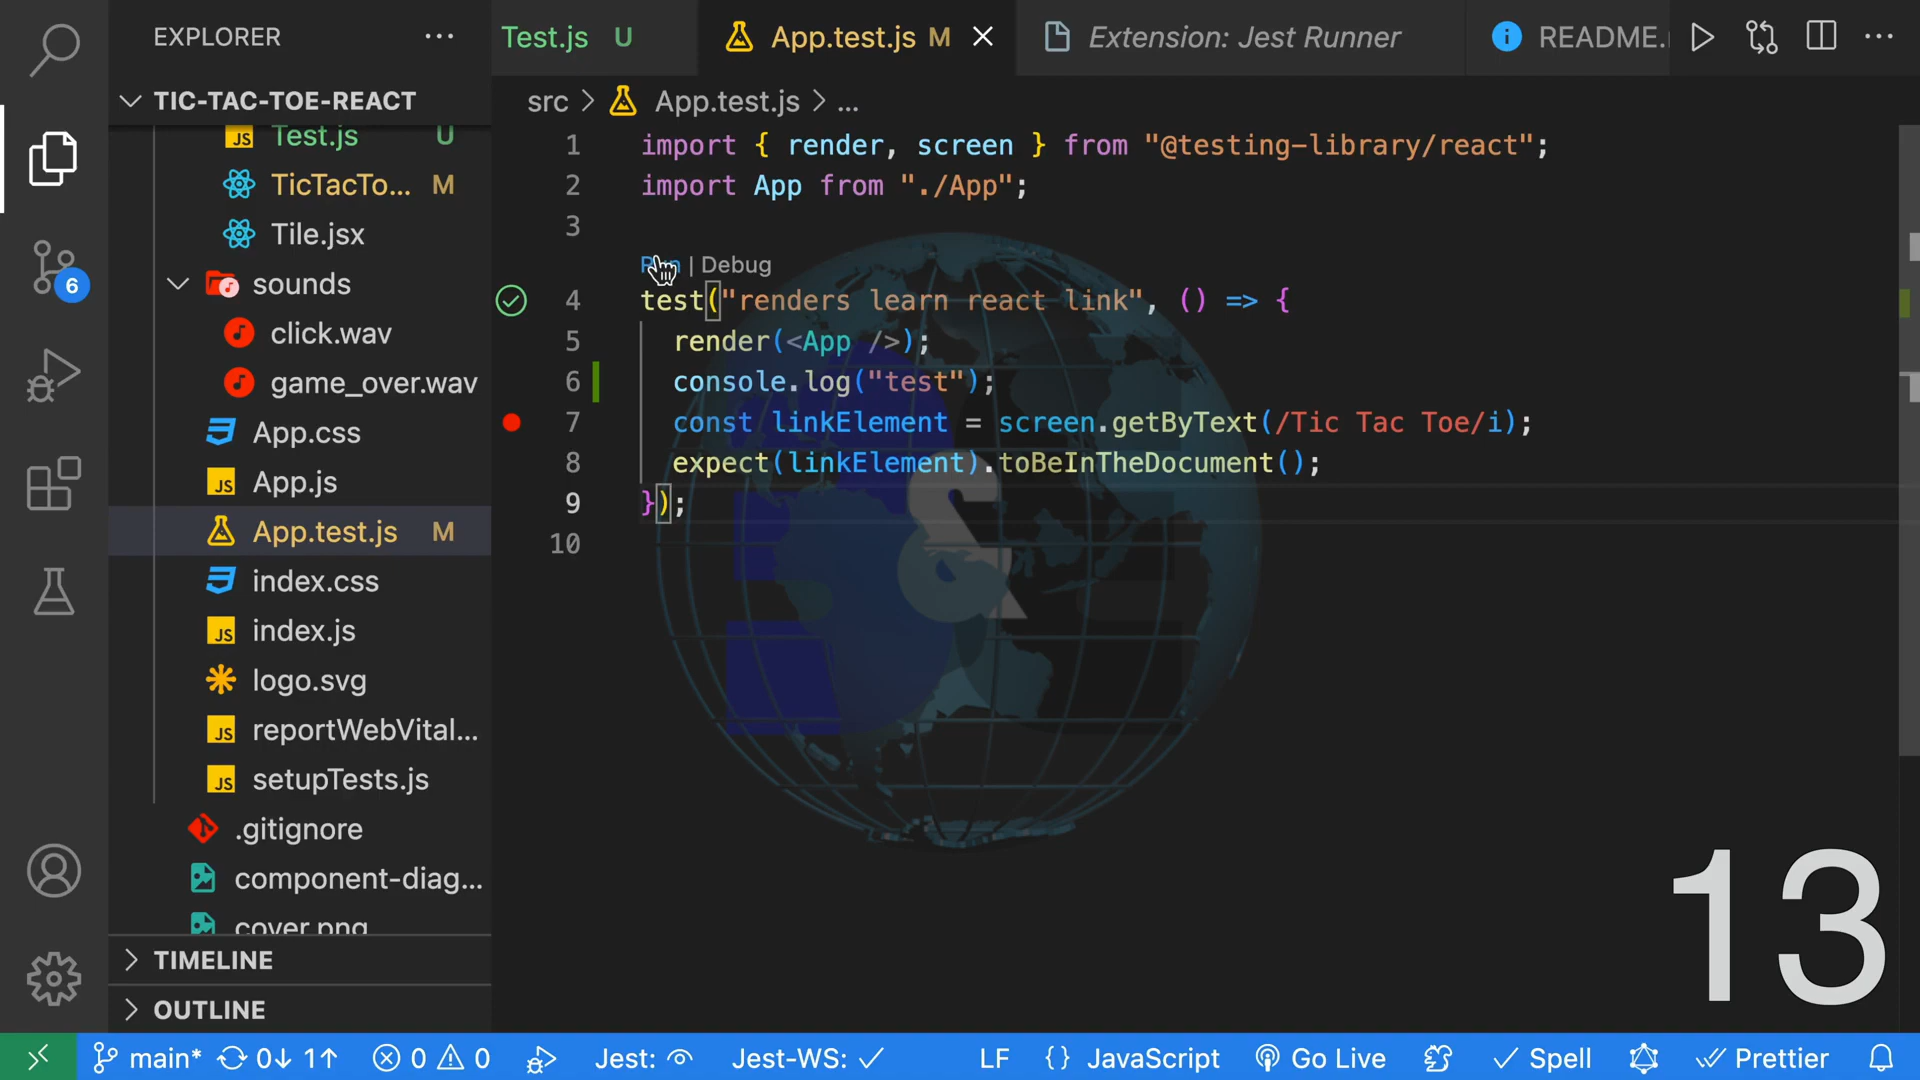 EXPLORER
TIC-TAC-TOE-REACT
Test.js U
TicTacTo... M
Tile.jsx
sounds
click.wav
game_over.wav
App.css
App.js
App.test.js M
index.css
index.js
logo.svg
reportWebVital...
setupTests.js
.gitignore
component-diag...
cover.png
TIMELINE
OUTLINE
Test.js U
App.test.js M
Extension: Jest Runner
README.
src > App.test.js > ...
1 import { render, screen } from "@testing-library/react";
2 import App from "./App";
3
Run | Debug
4 test("renders learn react link", () => {
5 render(<App />);
6 console.log("test");
7 const linkElement = screen.getByText(/Tic Tac Toe/i);
8 expect(linkElement).toBeInTheDocument();
9 });
10
6
13
main* 0↓ 1↑ 0 0 Jest: Jest-WS: ✓ LF {} JavaScript Go Live Spell Prettier